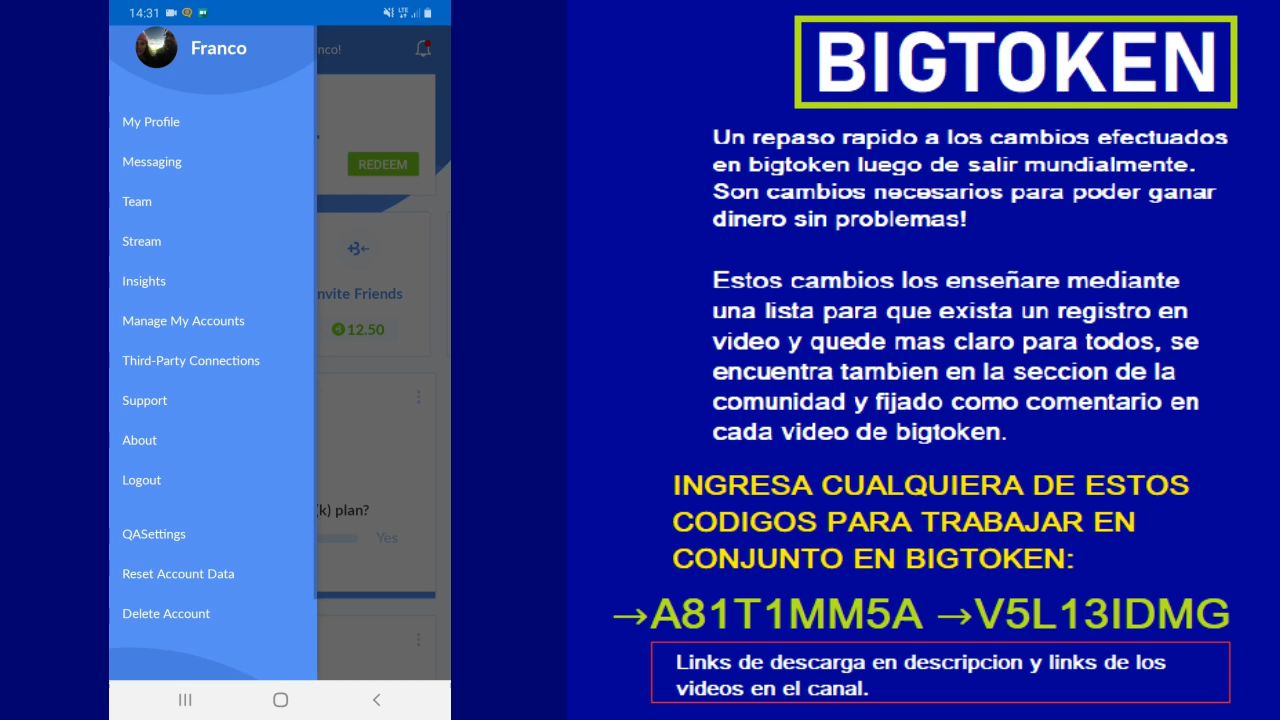 14:31
LTE
Franco
nco!
My Profile
Messaging
Team
Stream
Insights
Manage My Accounts
Third-Party Connections
Support
About
Logout
QASettings
Reset Account Data
Delete Account
REDEEM
nvite Friends
12.50
(k) plan?
Yes
BIGTOKEN
Un repaso rapido a los cambios efectuados
en bigtoken luego de salir mundialmente.
Son cambios necesarios para poder ganar
dinero sin problemas!
Estos cambios los enseñare mediante
una lista para que exista un registro en
video y quede mas claro para todos, se
encuentra tambien en la seccion de la
comunidad y fijado como comentario en
cada video de bigtoken.
INGRESA CUALQUIERA DE ESTOS
CODIGOS PARA TRABAJAR EN
CONJUNTO EN BIGTOKEN:
→A81T1MM5A →V5L13IDMG
Links de descarga en descripcion y links de los
videos en el canal.